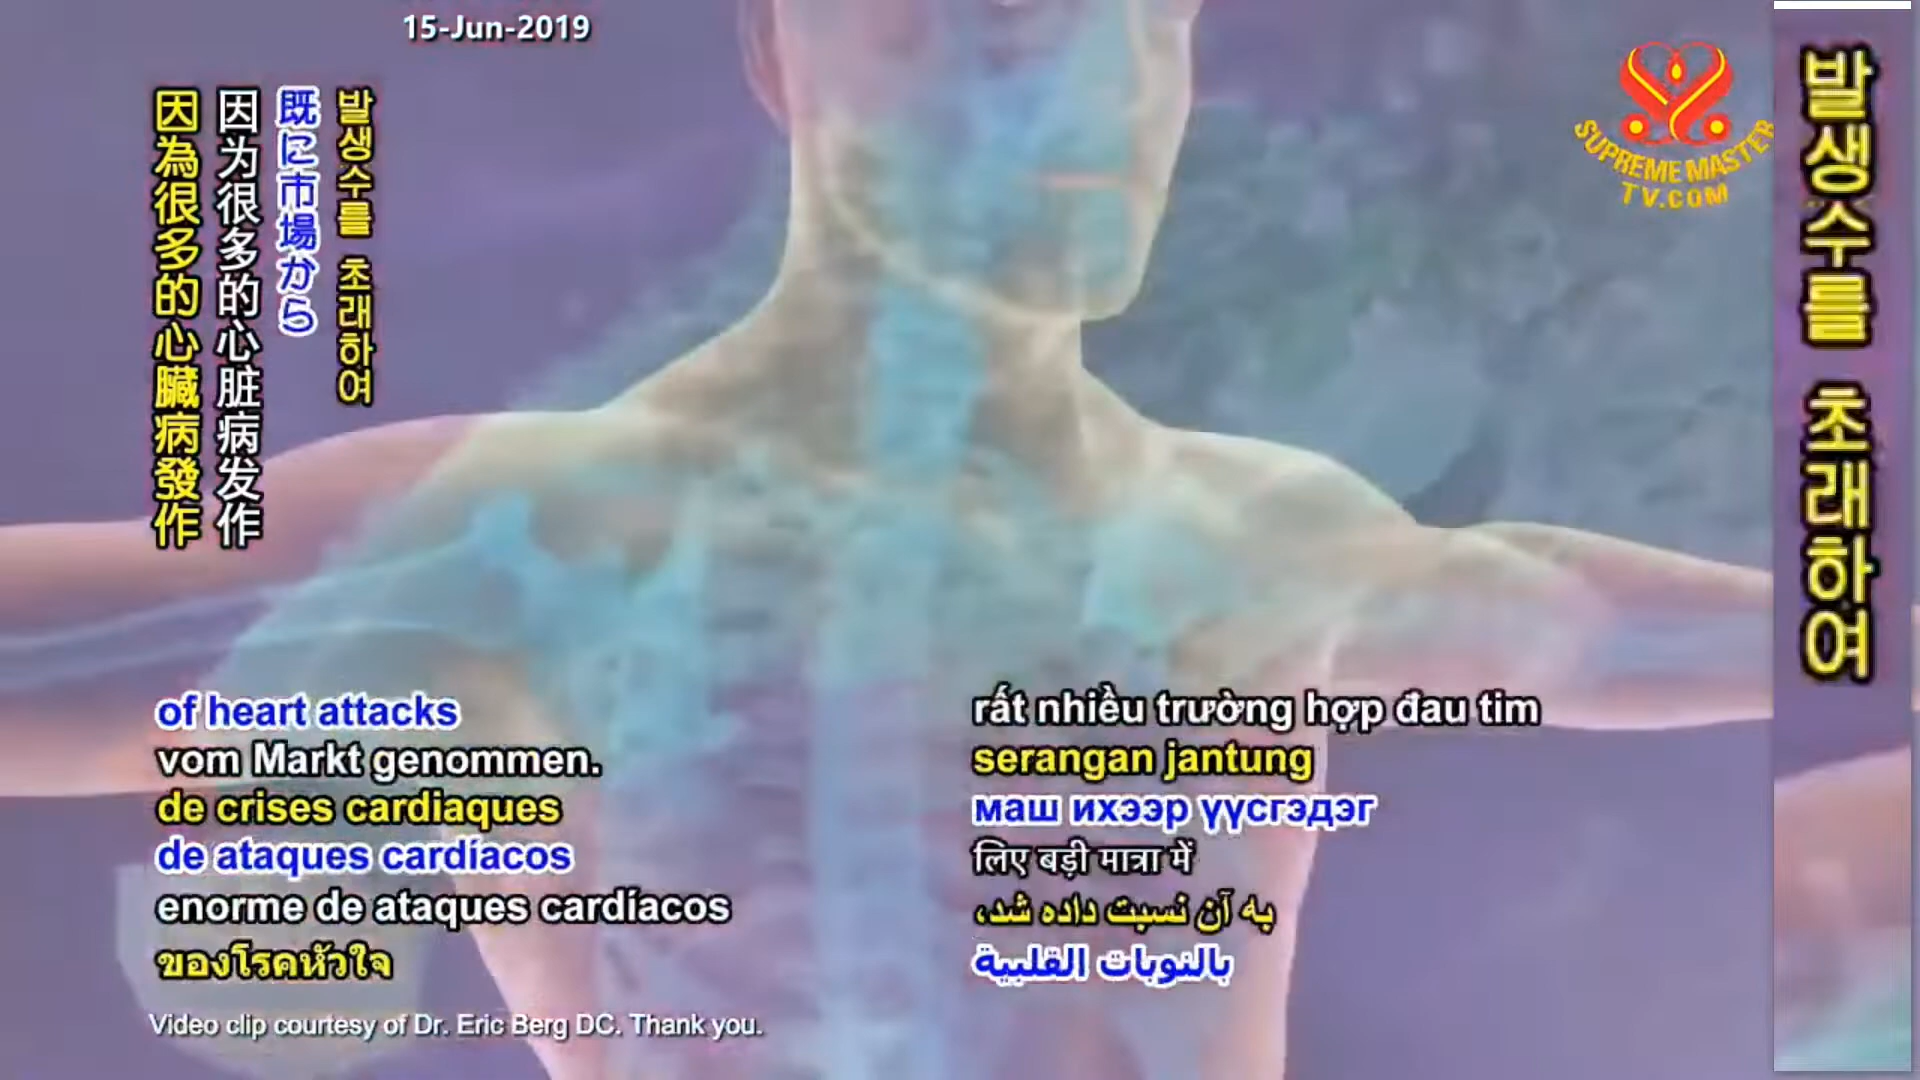 15-Jun-2019
발생수를 초래하여
既に市場から
因为很多的心脏病发作
因為很多的心臟病發作
SUPREME MASTER
TV.COM
발생수를 초래하여
of heart attacks
vom Markt genommen.
de crises cardiaques
de ataques cardíacos
enorme de ataques cardíacos
ของโรคหัวใจ
rất nhiều trường hợp đau tim
serangan jantung
маш ихээр үүсгэдэг
लिए बड़ी मात्रा में
به آن نسبت داده شد،
بالنوبات القلبية
Video clip courtesy of Dr. Eric Berg DC. Thank you.